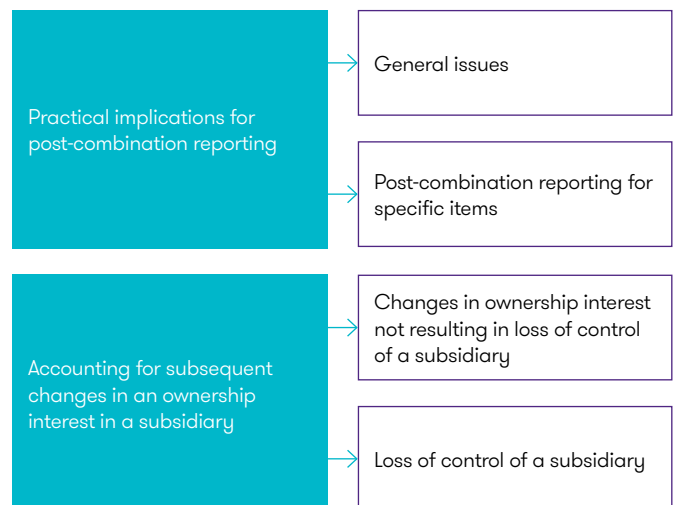 Practical implications for
post-combination reporting
General issues
Post-combination reporting for
specific items
Accounting for subsequent
changes in an ownership
interest in a subsidiary
Changes in ownership interest
not resulting in loss of control
of a subsidiary
Loss of control of a subsidiary